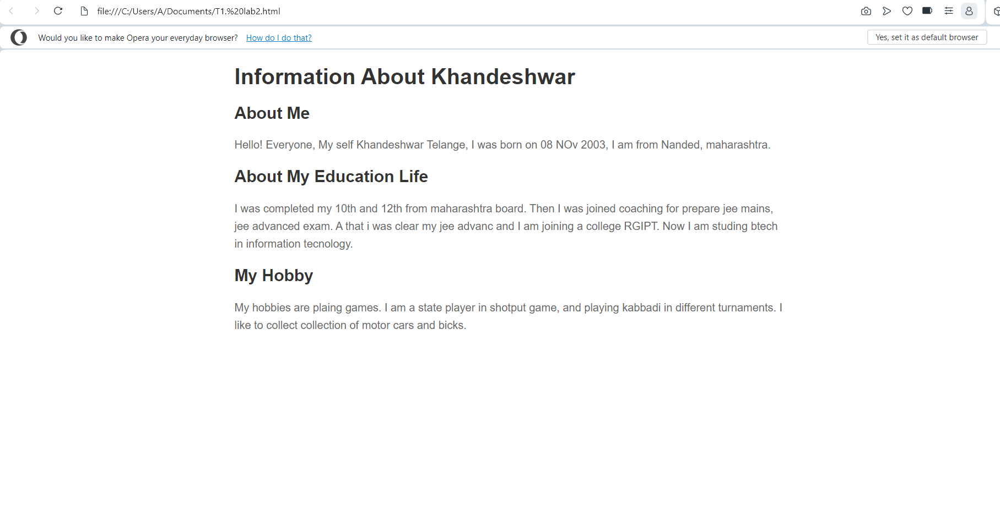 file:///C:/Users/A/Documents/T1.%20lab2.html
Would you like to make Opera your everyday browser? How do I do that? Yes, set it as default browser
Information About Khandeshwar
About Me
Hello! Everyone, My self Khandeshwar Telange, I was born on 08 NOv 2003, I am from Nanded, maharashtra.
About My Education Life
I was completed my 10th and 12th from maharashtra board. Then I was joined coaching for prepare jee mains,
jee advanced exam. A that i was clear my jee advanc and I am joining a college RGIPT. Now I am studing btech
in information tecnology.
My Hobby
My hobbies are plaing games. I am a state player in shotput game, and playing kabbadi in different turnaments. I
like to collect collection of motor cars and bicks.